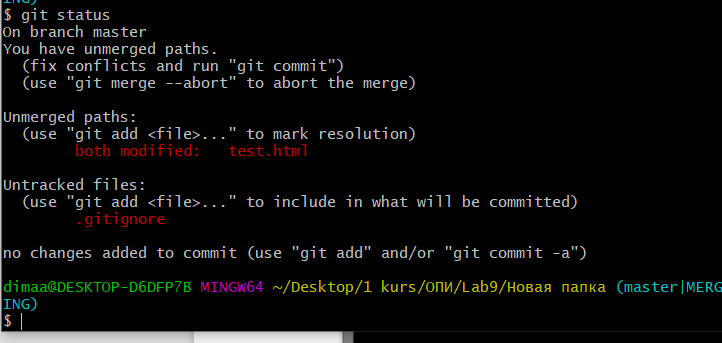 ING)
$ git status
On branch master
You have unmerged paths.
  (fix conflicts and run "git commit")
  (use "git merge --abort" to abort the merge)

Unmerged paths:
  (use "git add <file>..." to mark resolution)
        both modified:   test.html

Untracked files:
  (use "git add <file>..." to include in what will be committed)
        .gitignore

no changes added to commit (use "git add" and/or "git commit -a")

dimaa@DESKTOP-D6DFP7B MINGW64 ~/Desktop/1 kurs/ОПИ/Lab9/Новая папка (master|MERG
ING)
$